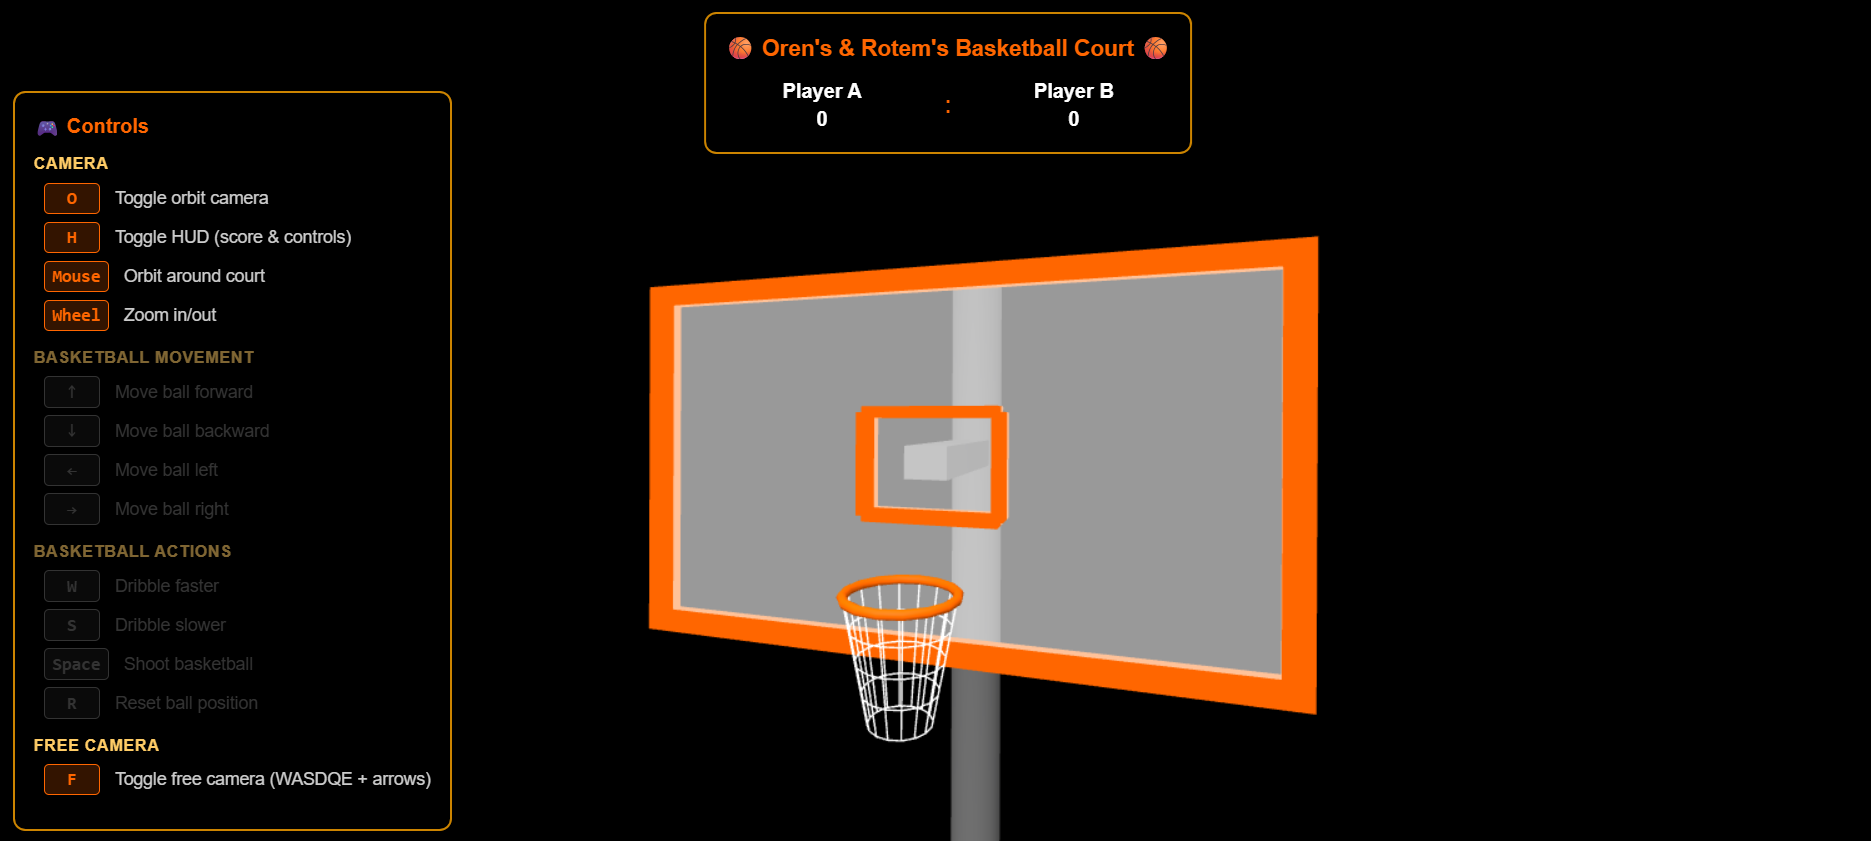 🏀 Oren's & Rotem's Basketball Court 🏀
Player A : Player B
0 0
🎮 Controls
CAMERA
O Toggle orbit camera
H Toggle HUD (score & controls)
Mouse Orbit around court
Wheel Zoom in/out
BASKETBALL MOVEMENT
↑ Move ball forward
↓ Move ball backward
← Move ball left
→ Move ball right
BASKETBALL ACTIONS
W Dribble faster
S Dribble slower
Space Shoot basketball
R Reset ball position
FREE CAMERA
F Toggle free camera (WASDQE + arrows)